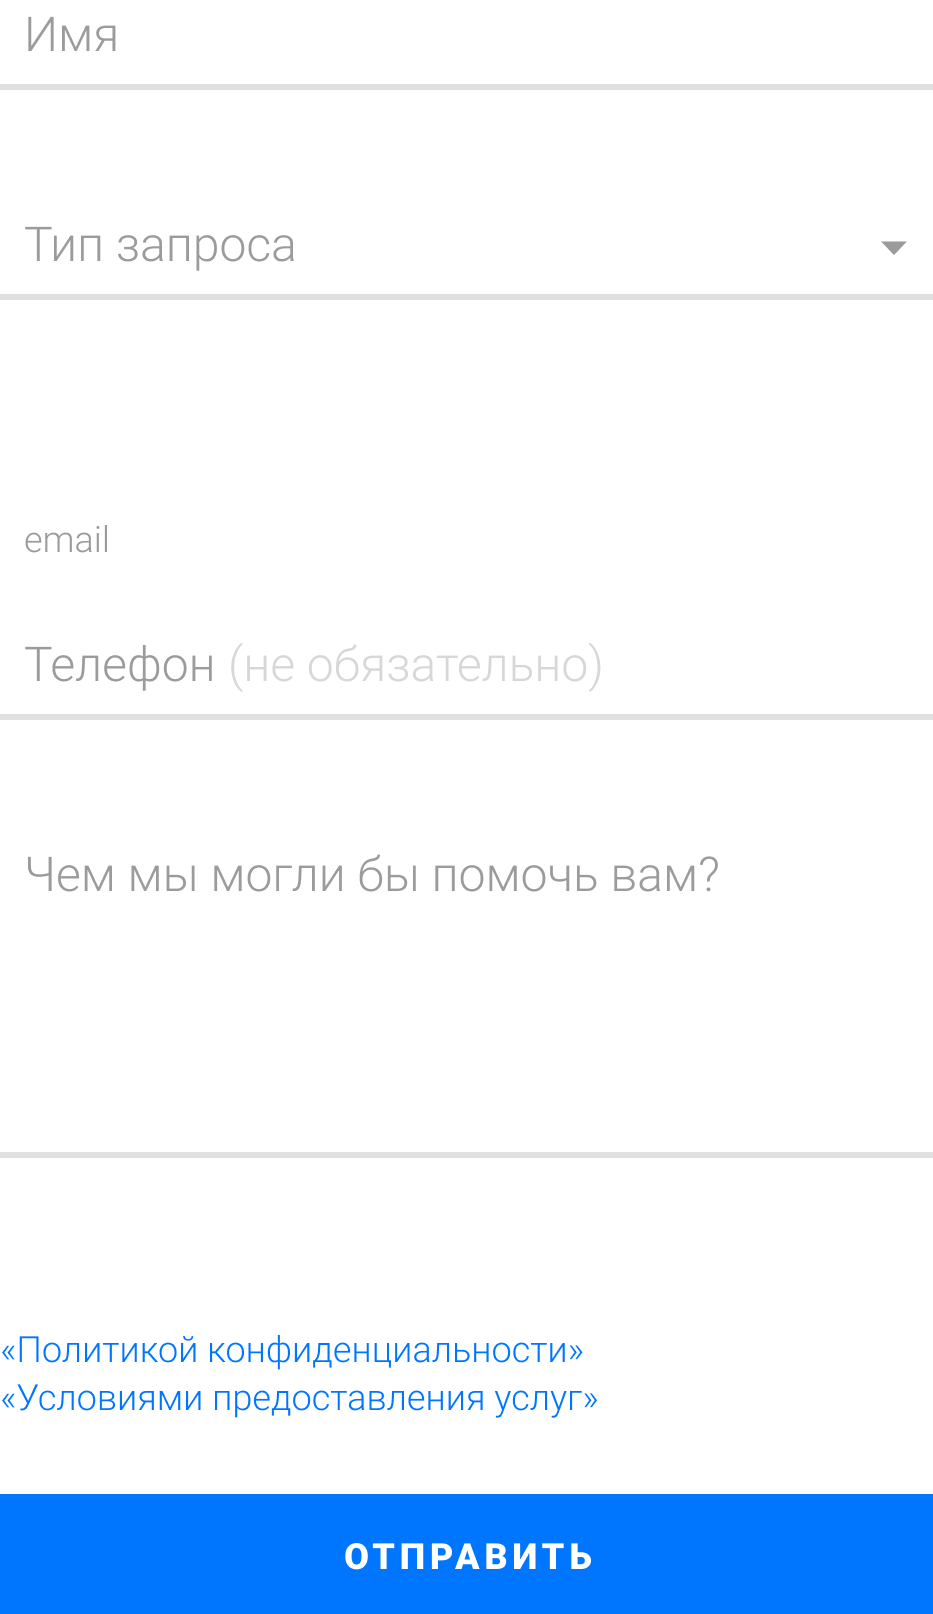 Имя
Тип запроса
email
Телефон (не обязательно)
Чем мы могли бы помочь вам?
«Политикой конфиденциальности»
«Условиями предоставления услуг»
ОТПРАВИТЬ